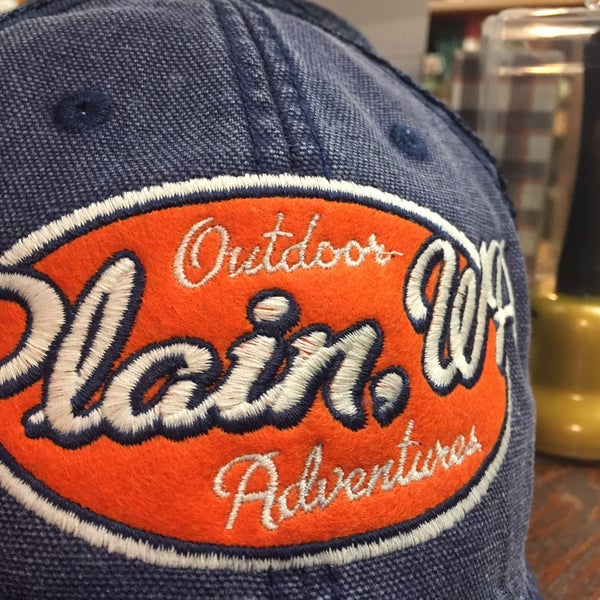 Outdoor
Plain, WA
Adventures